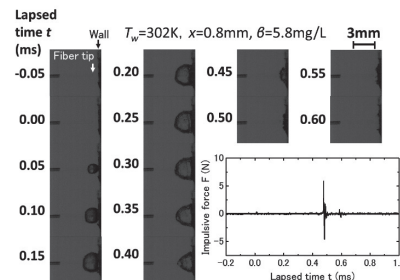 Lapsed
time t
(ms)
Wall
T_w=302K, x=0.8mm, β=5.8mg/L
3mm
Fiber tip
-0.05
0.00
0.05
0.10
0.15
0.20
0.25
0.30
0.35
0.40
0.45
0.50
0.55
0.60
Impulsive force F (N)
10
5
0
-5
-0.2 0.0 0.2 0.4 0.6 0.8 1.0
Lapsed time t (ms)